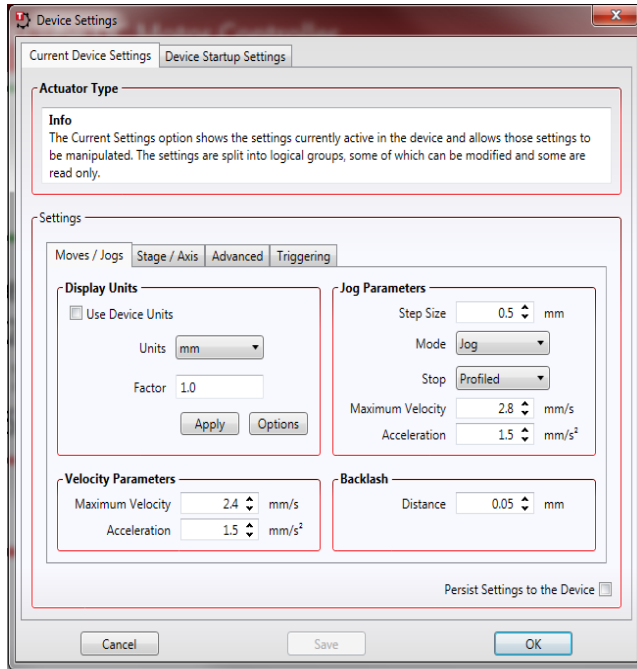 Device Settings
Current Device Settings
Device Startup Settings
Actuator Type
Info
The Current Settings option shows the settings currently active in the device and allows those settings to
be manipulated. The settings are split into logical groups, some of which can be modified and some are
read only.
Settings
Moves / Jogs
Stage / Axis
Advanced
Triggering
Display Units
Use Device Units
Units mm
Factor 1.0
Apply
Options
Jog Parameters
Step Size 0.5 mm
Mode Jog
Stop Profiled
Maximum Velocity 2.8 mm/s
Acceleration 1.5 mm/s²
Velocity Parameters
Maximum Velocity 2.4 mm/s
Acceleration 1.5 mm/s²
Backlash
Distance 0.05 mm
Persist Settings to the Device
Cancel
Save
OK